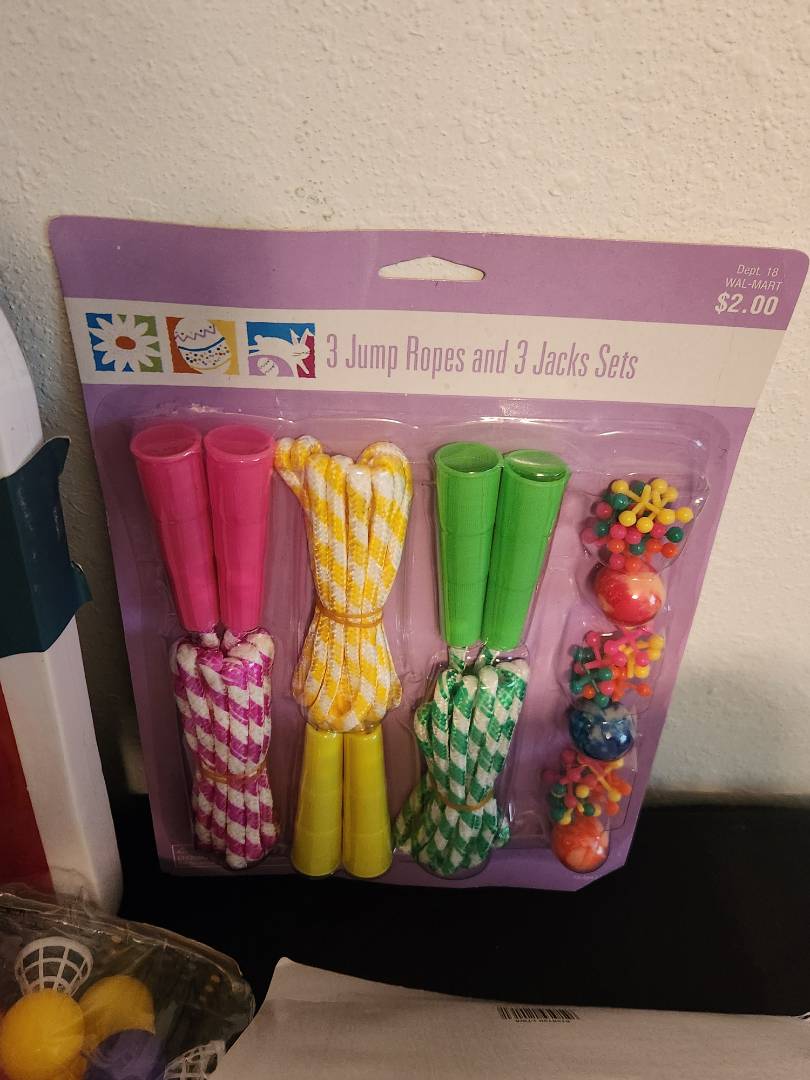 Dept. 18
WAL-MART
$2.00
3 Jump Ropes and 3 Jacks Sets